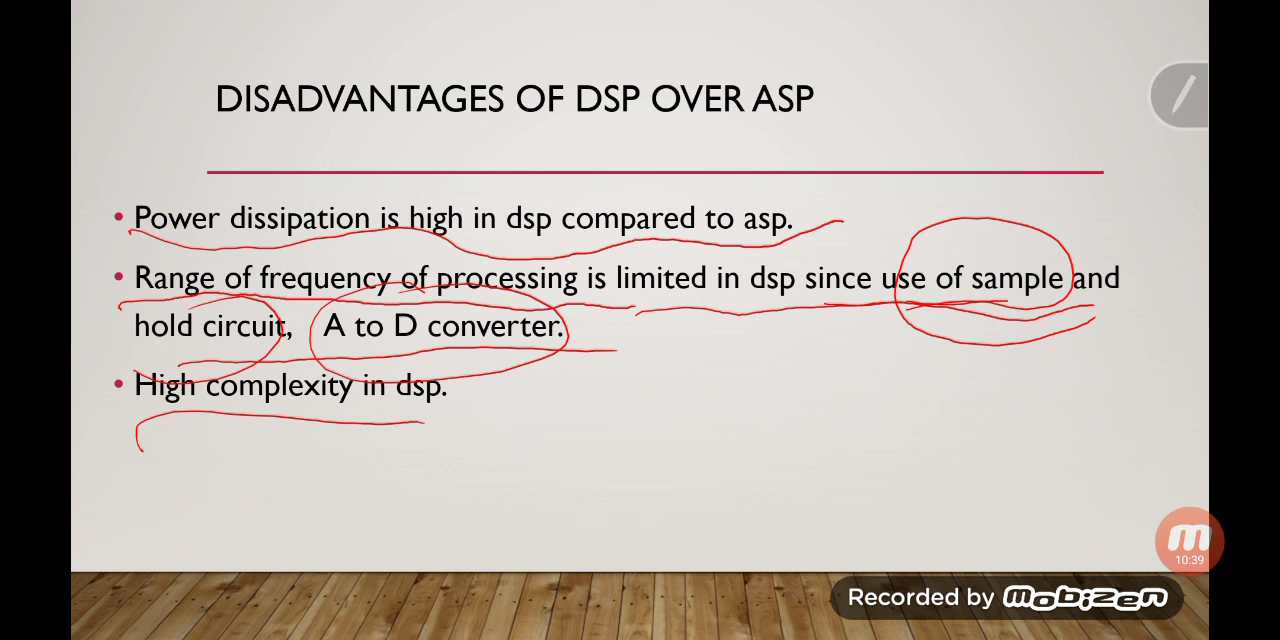 DISADVANTAGES OF DSP OVER ASP
• Power dissipation is high in dsp compared to asp.
• Range of frequency of processing is limited in dsp since use of sample and
hold circuit, A to D converter.
• High complexity in dsp.
10:39
Recorded by mobizen